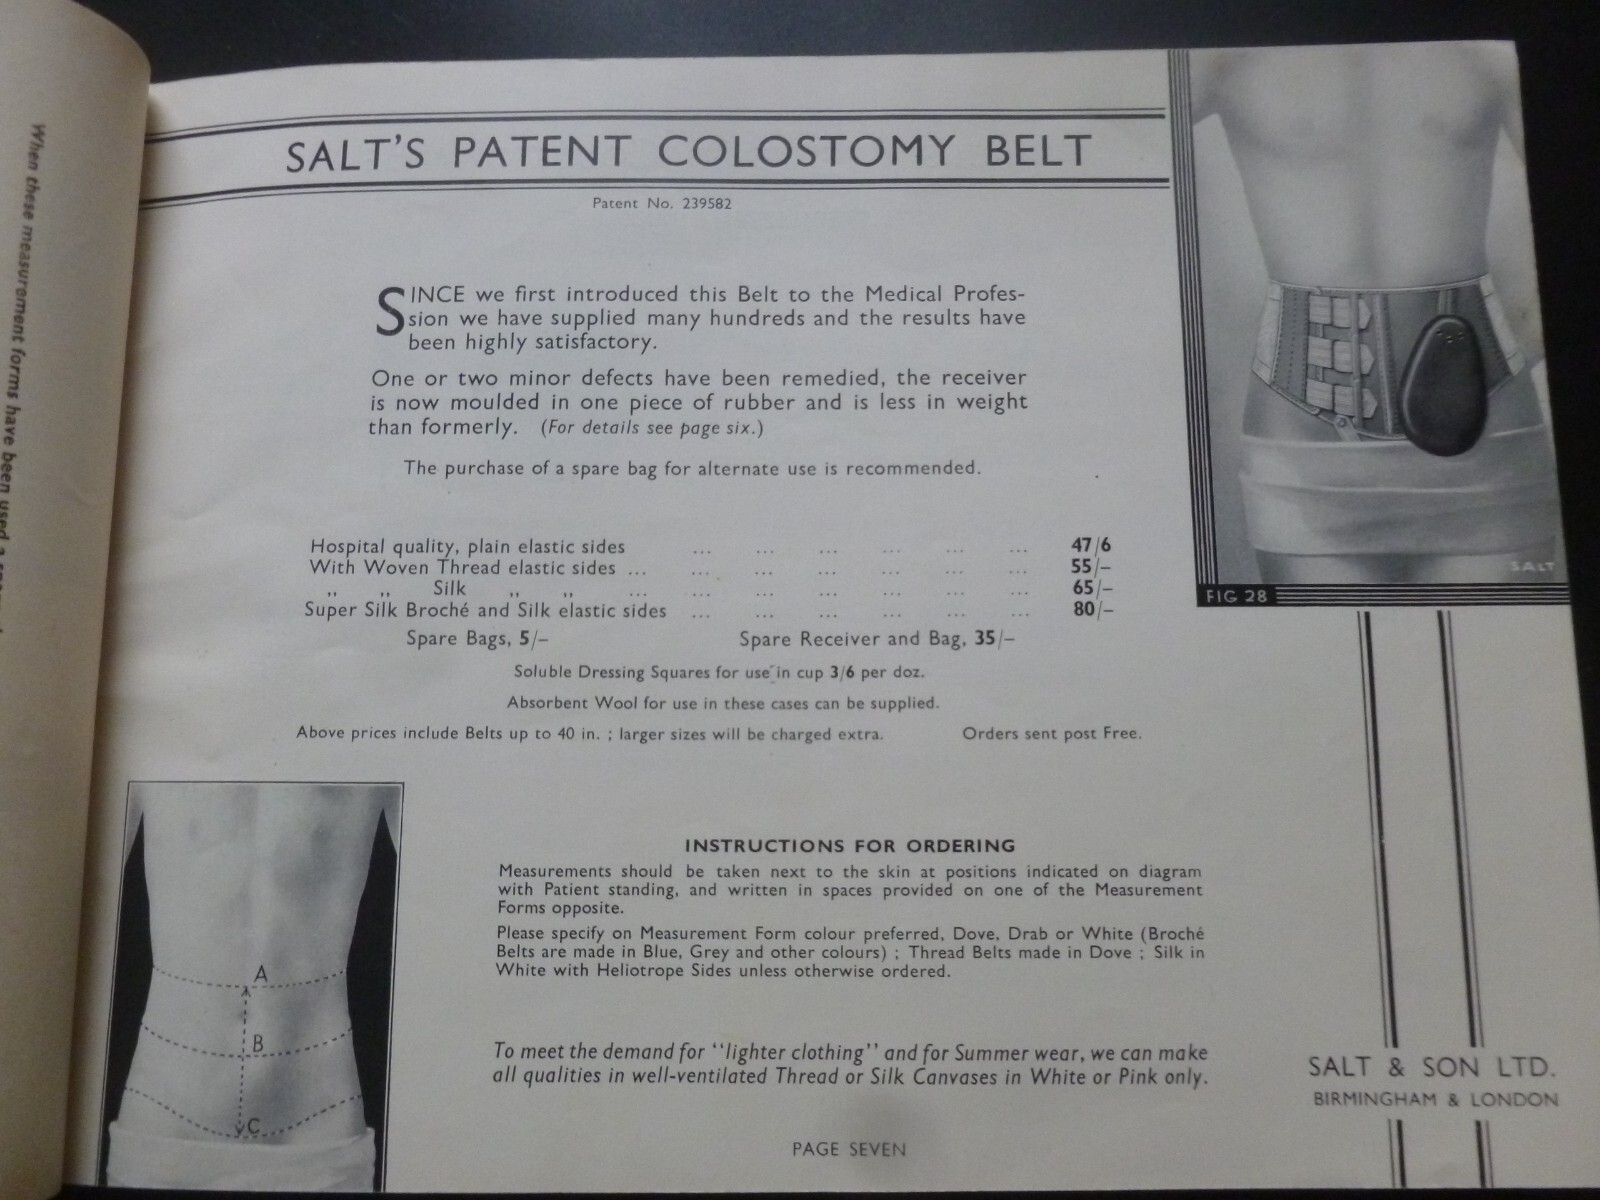 When these measurement forms have been used a
SALT'S PATENT COLOSTOMY BELT
Patent No. 239582
SINCE we first introduced this Belt to the Medical Profes-
sion we have supplied many hundreds and the results have
been highly satisfactory.
One or two minor defects have been remedied, the receiver
is now moulded in one piece of rubber and is less in weight
than formerly. (For details see page six.)
The purchase of a spare bag for alternate use is recommended.
Hospital quality, plain elastic sides ... ... ... ... ... ... 47/6
With Woven Thread elastic sides ... ... ... ... ... ... ... 55/–
,, ,, Silk ,, ,, ... ... ... ... ... ... ... 65/–
Super Silk Broché and Silk elastic sides ... ... ... ... ... ... 80/–
Spare Bags, 5/– Spare Receiver and Bag, 35/–
Soluble Dressing Squares for use in cup 3/6 per doz.
Absorbent Wool for use in these cases can be supplied.
Above prices include Belts up to 40 in. ; larger sizes will be charged extra. Orders sent post Free.
SALT
FIG 28
INSTRUCTIONS FOR ORDERING
Measurements should be taken next to the skin at positions indicated on diagram
with Patient standing, and written in spaces provided on one of the Measurement
Forms opposite.
Please specify on Measurement Form colour preferred, Dove, Drab or White (Broché
Belts are made in Blue, Grey and other colours) ; Thread Belts made in Dove ; Silk in
White with Heliotrope Sides unless otherwise ordered.
A
B
C
To meet the demand for "lighter clothing" and for Summer wear, we can make
all qualities in well-ventilated Thread or Silk Canvases in White or Pink only.
SALT & SON LTD.
BIRMINGHAM & LONDON
PAGE SEVEN